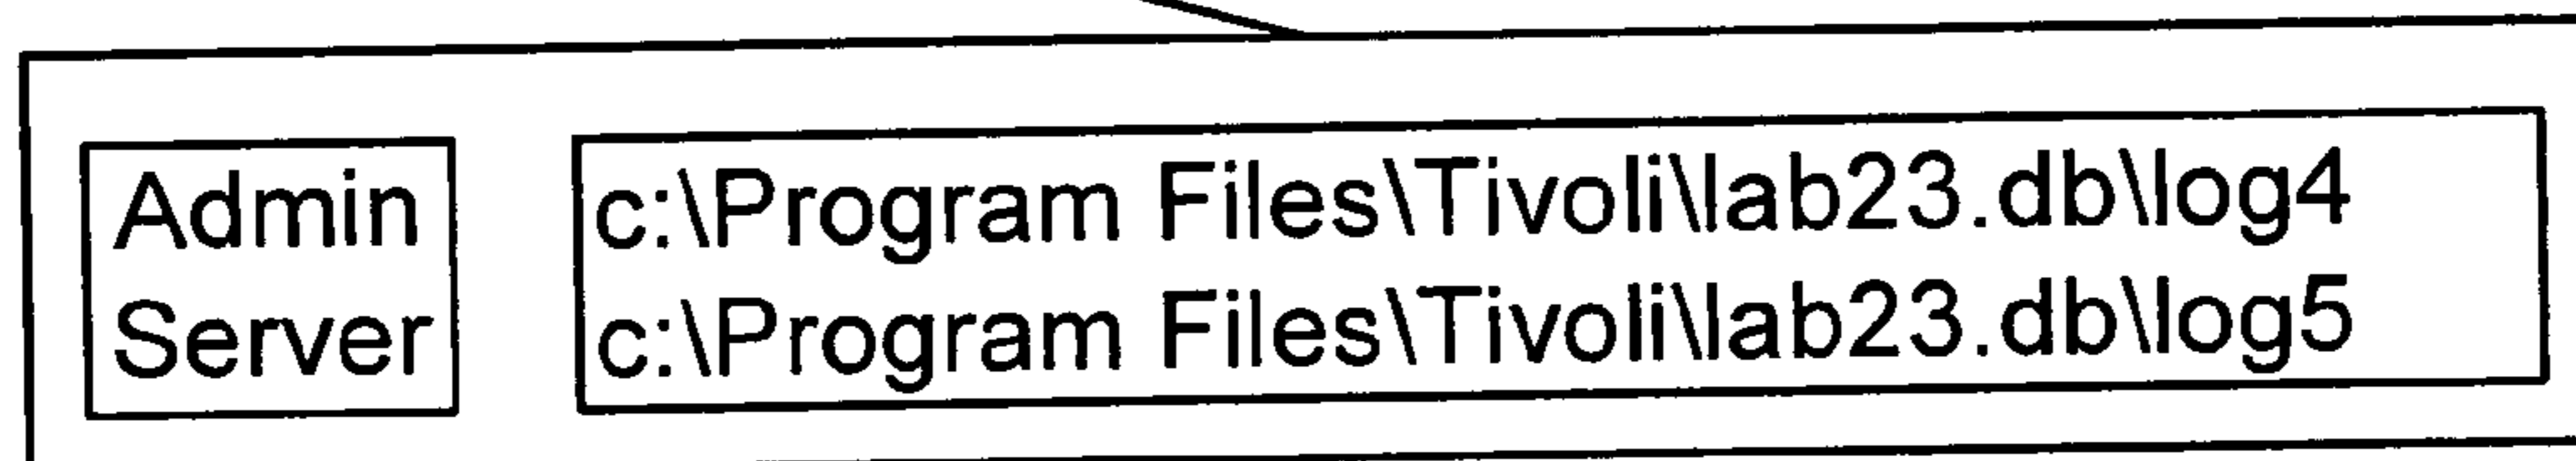 Admin
Server
c:\Program Files\Tivoli\lab23.db\log4
c:\Program Files\Tivoli\lab23.db\log5